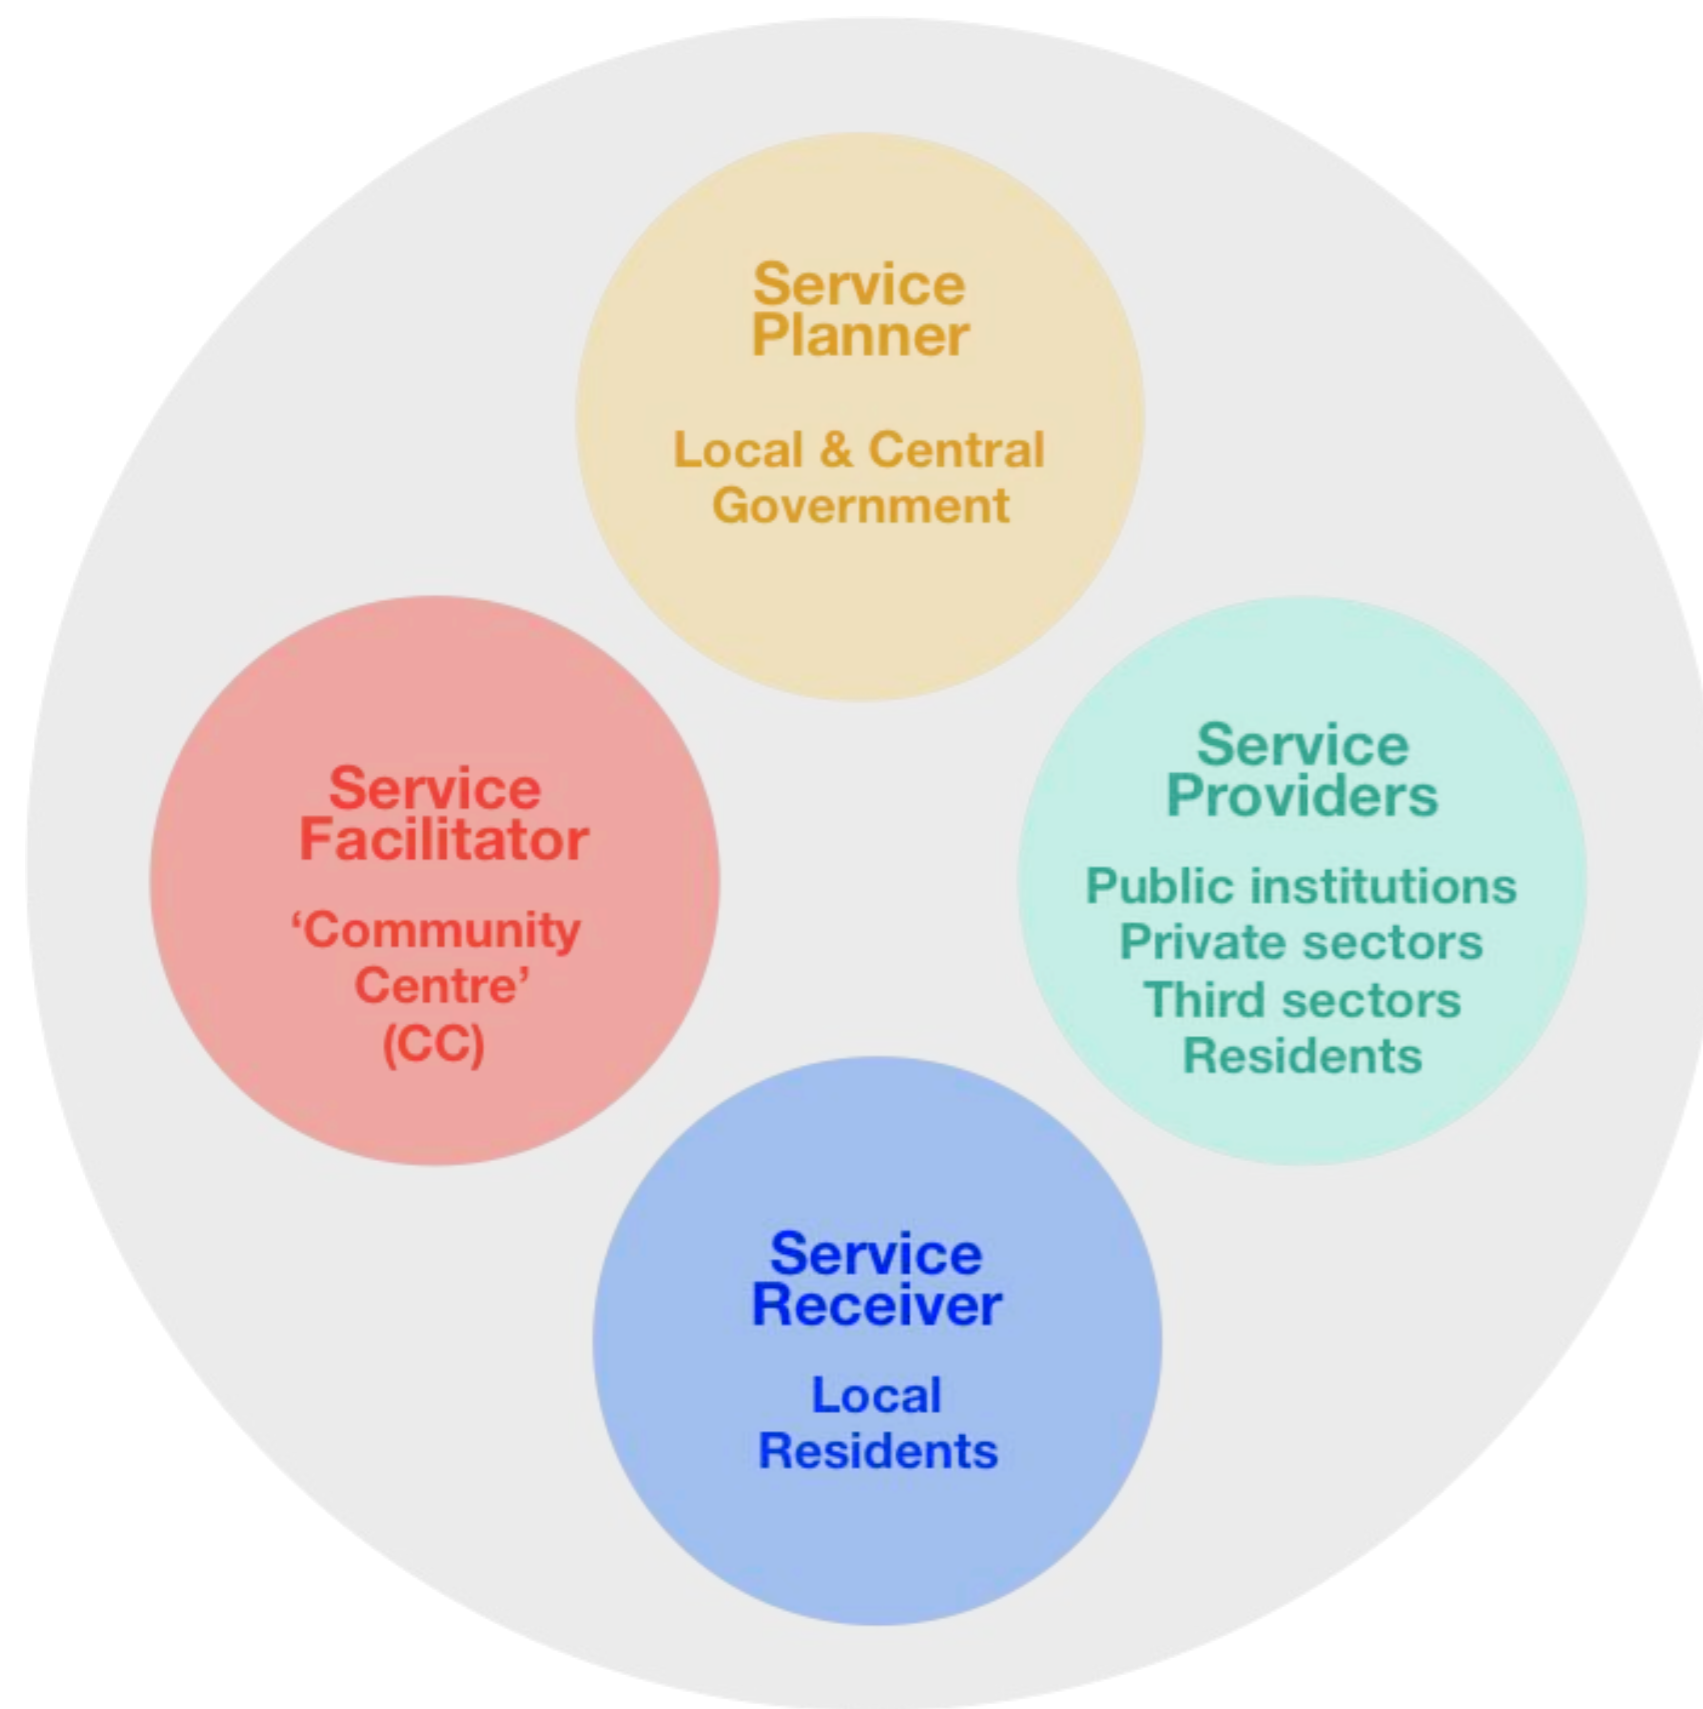 Service
Planner
Local & Central
Government
Service
Facilitator
‘Community
Centre’
(CC)
Service
Providers
Public institutions
Private sectors
Third sectors
Residents
Service
Receiver
Local
Residents